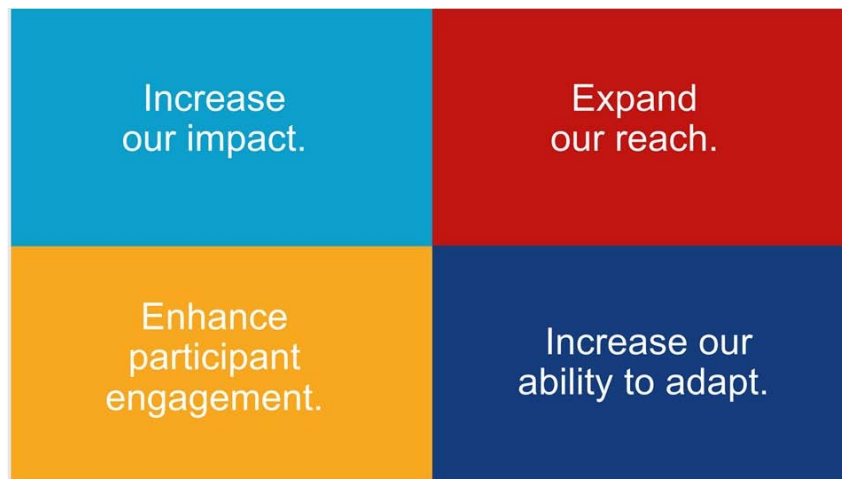 Increase
our impact.
Expand
our reach.
Enhance
participant
engagement.
Increase our
ability to adapt.